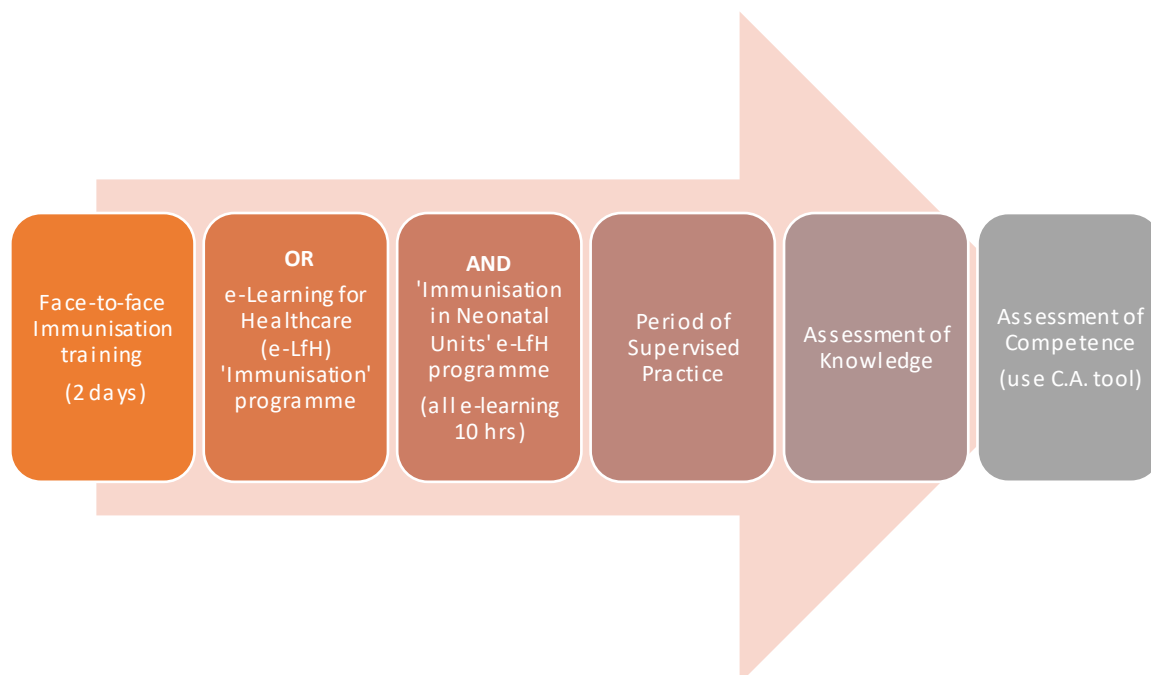 Face-to-face
Immunisation
training
(2 days)
OR
e-Learning for
Healthcare
(e-LfH)
'Immunisation'
programme
AND
'Immunisation
in Neonatal
Units' e-LfH
programme
(all e-learning
10 hrs)
Period of
Supervised
Practice
Assessment of
Knowledge
Assessment of
Competence
(use C.A. tool)